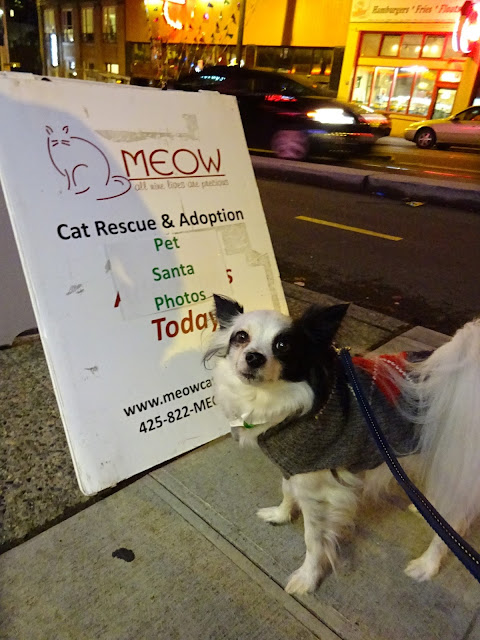 Hamburgers * Fries * Floats
MEOW
all nine lives are precious
Cat Rescue & Adoption
Pet
Santa
Photos
Today
www.meowca
425-822-ME